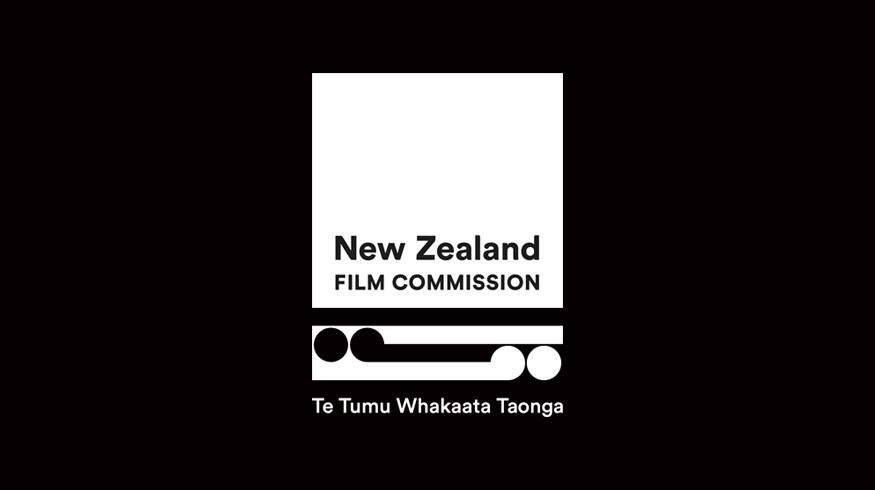 New Zealand
FILM COMMISSION
Te Tumu Whakaata Taonga